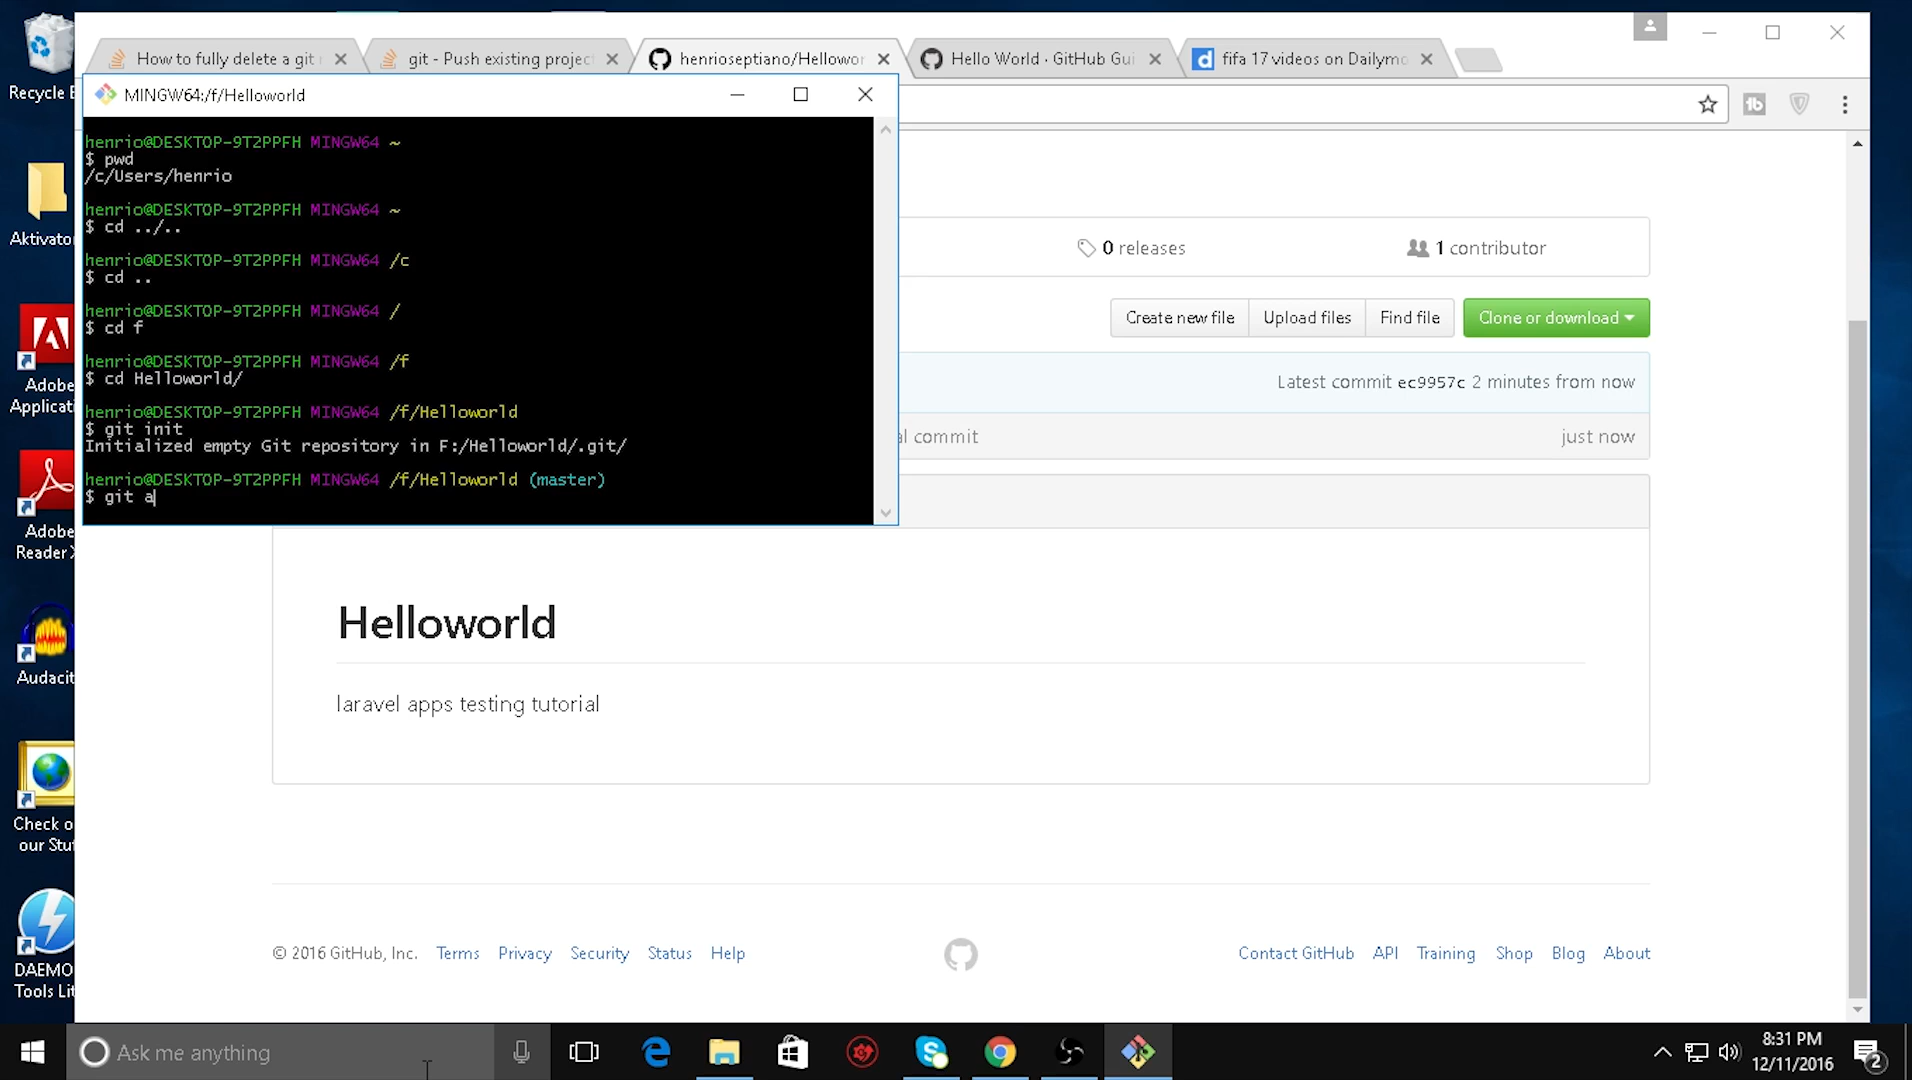 How to fully delete a git
git - Push existing project
henrioseptiano/Hellowor
Hello World · GitHub Gui
fifa 17 videos on Dailymo
MINGW64:/f/Helloworld
henrio@DESKTOP-9T2PPFH MINGW64 ~
$ pwd
/c/Users/henrio
henrio@DESKTOP-9T2PPFH MINGW64 ~
$ cd ../..
henrio@DESKTOP-9T2PPFH MINGW64 /c
$ cd ..
henrio@DESKTOP-9T2PPFH MINGW64 /
$ cd f
henrio@DESKTOP-9T2PPFH MINGW64 /f
$ cd Helloworld/
henrio@DESKTOP-9T2PPFH MINGW64 /f/Helloworld
$ git init
Initialized empty Git repository in F:/Helloworld/.git/
henrio@DESKTOP-9T2PPFH MINGW64 /f/Helloworld (master)
$ git a
0 releases
1 contributor
Create new file
Upload files
Find file
Clone or download
Latest commit ec9957c 2 minutes from now
al commit
just now
Helloworld
laravel apps testing tutorial
© 2016 GitHub, Inc. Terms Privacy Security Status Help
Contact GitHub API Training Shop Blog About
Recycle B
Aktivator
Adobe
Applicati
Adobe
Reader X
Audacit
Check o
our Stu
DAEMO
Tools Lit
Ask me anything
8:31 PM
12/11/2016
2